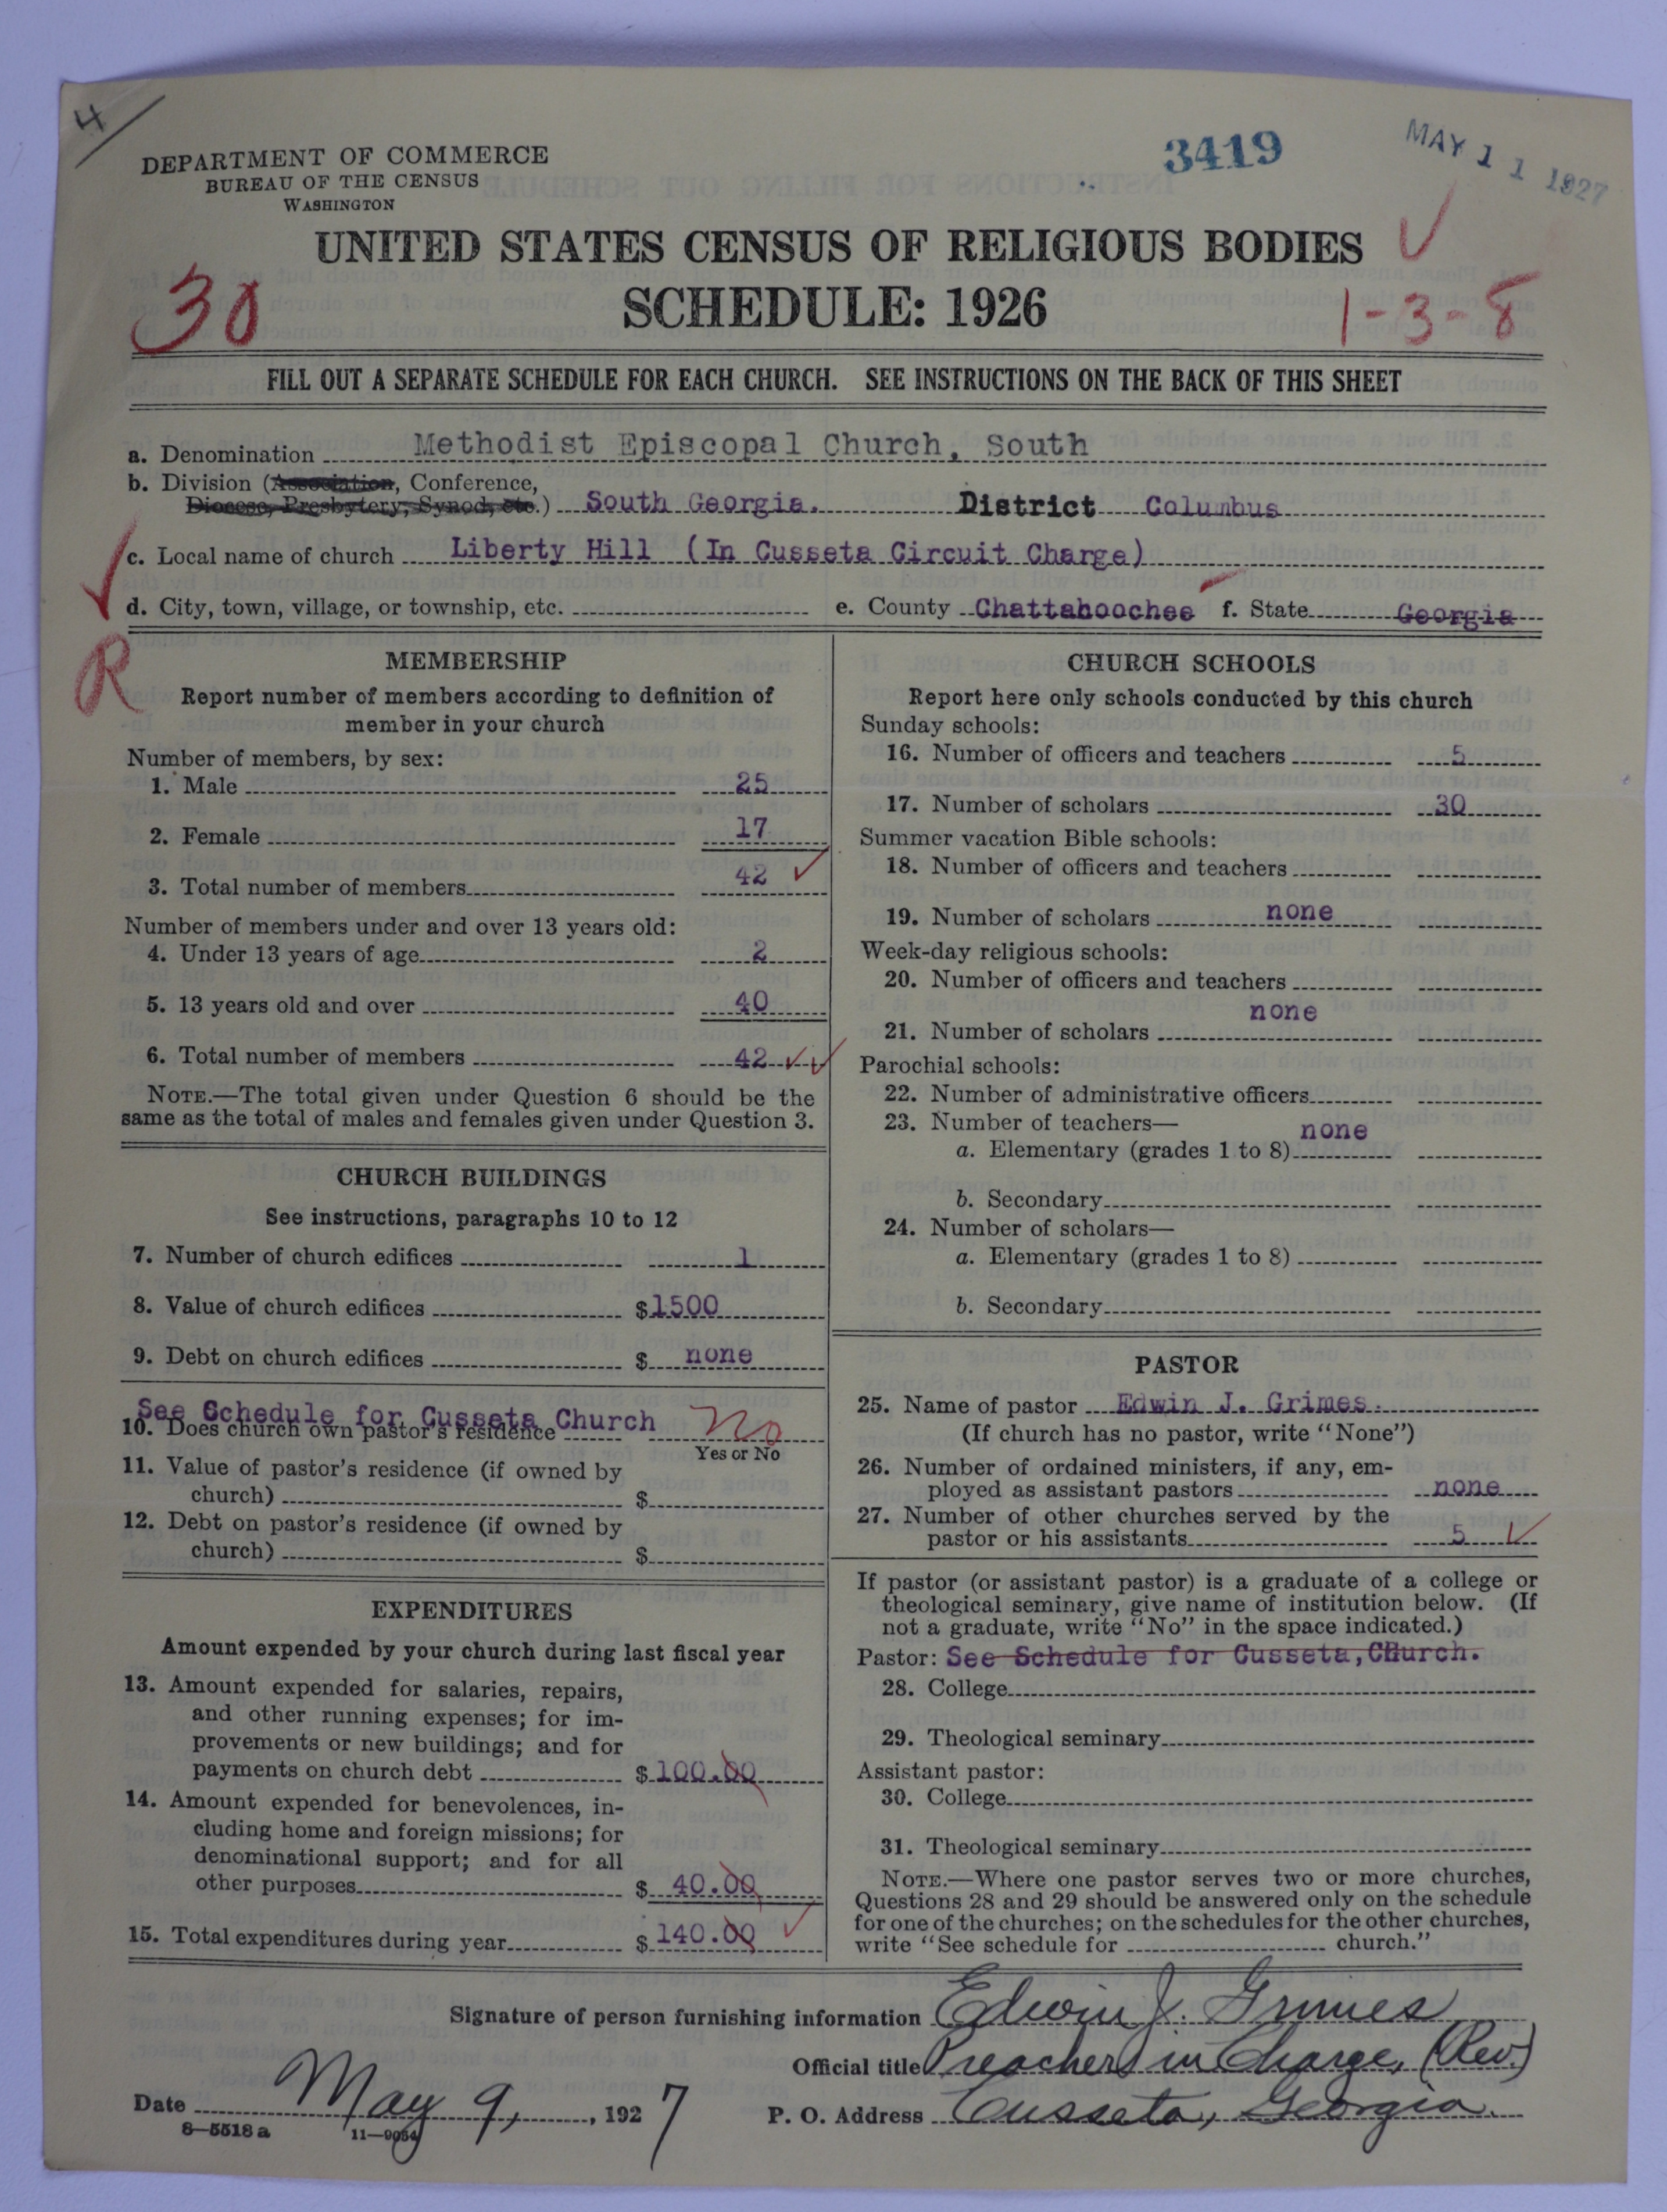 4
DEPARTMENT OF COMMERCE
BUREAU OF THE CENSUS
WASHINGTON
3419
MAY 11 1927
UNITED STATES CENSUS OF RELIGIOUS BODIES
SCHEDULE: 1926
30
1-3-8
FILL OUT A SEPARATE SCHEDULE FOR EACH CHURCH. SEE INSTRUCTIONS ON THE BACK OF THIS SHEET
a. Denomination Methodist Episcopal Church, South
b. Division (Association, Conference,
Diocese, Presbytery, Synod, etc.) South Georgia. District Columbus
c. Local name of church Liberty Hill (In Cusseta Circuit Charge)
d. City, town, village, or township, etc. e. County Chattahoochee f. State Georgia
R
MEMBERSHIP
Report number of members according to definition of
member in your church
Number of members, by sex:
1. Male 25
2. Female 17
3. Total number of members 42
Number of members under and over 13 years old:
4. Under 13 years of age 2
5. 13 years old and over 40
6. Total number of members 42
NOTE.—The total given under Question 6 should be the
same as the total of males and females given under Question 3.
CHURCH BUILDINGS
See instructions, paragraphs 10 to 12
7. Number of church edifices 1
8. Value of church edifices $1500
9. Debt on church edifices $ none
See Schedule for Cusseta Church
10. Does church own pastor's residence No
Yes or No
11. Value of pastor's residence (if owned by
church) $
12. Debt on pastor's residence (if owned by
church) $
EXPENDITURES
Amount expended by your church during last fiscal year
13. Amount expended for salaries, repairs,
and other running expenses; for im-
provements or new buildings; and for
payments on church debt $100.00
14. Amount expended for benevolences, in-
cluding home and foreign missions; for
denominational support; and for all
other purposes $ 40.00
15. Total expenditures during year $140.00
CHURCH SCHOOLS
Report here only schools conducted by this church
Sunday schools:
16. Number of officers and teachers 5
17. Number of scholars 30
Summer vacation Bible schools:
18. Number of officers and teachers
19. Number of scholars none
Week-day religious schools:
20. Number of officers and teachers
none
21. Number of scholars
Parochial schools:
22. Number of administrative officers
23. Number of teachers—
none
a. Elementary (grades 1 to 8)
b. Secondary
24. Number of scholars—
a. Elementary (grades 1 to 8)
b. Secondary
PASTOR
25. Name of pastor Edwin J. Grimes.
(If church has no pastor, write "None")
26. Number of ordained ministers, if any, em-
ployed as assistant pastors none
27. Number of other churches served by the
pastor or his assistants 5
If pastor (or assistant pastor) is a graduate of a college or
theological seminary, give name of institution below. (If
not a graduate, write "No" in the space indicated.)
Pastor: See Schedule for Cusseta, Church.
28. College
29. Theological seminary
Assistant pastor:
30. College
31. Theological seminary
NOTE.—Where one pastor serves two or more churches,
Questions 28 and 29 should be answered only on the schedule
for one of the churches; on the schedules for the other churches,
write "See schedule for church."
Signature of person furnishing information Edwin J. Grimes
Official title Preacher in Charge, (Rev.)
Date May 9, 1927
P. O. Address Cusseta, Georgia.
8—5518a 11—9054